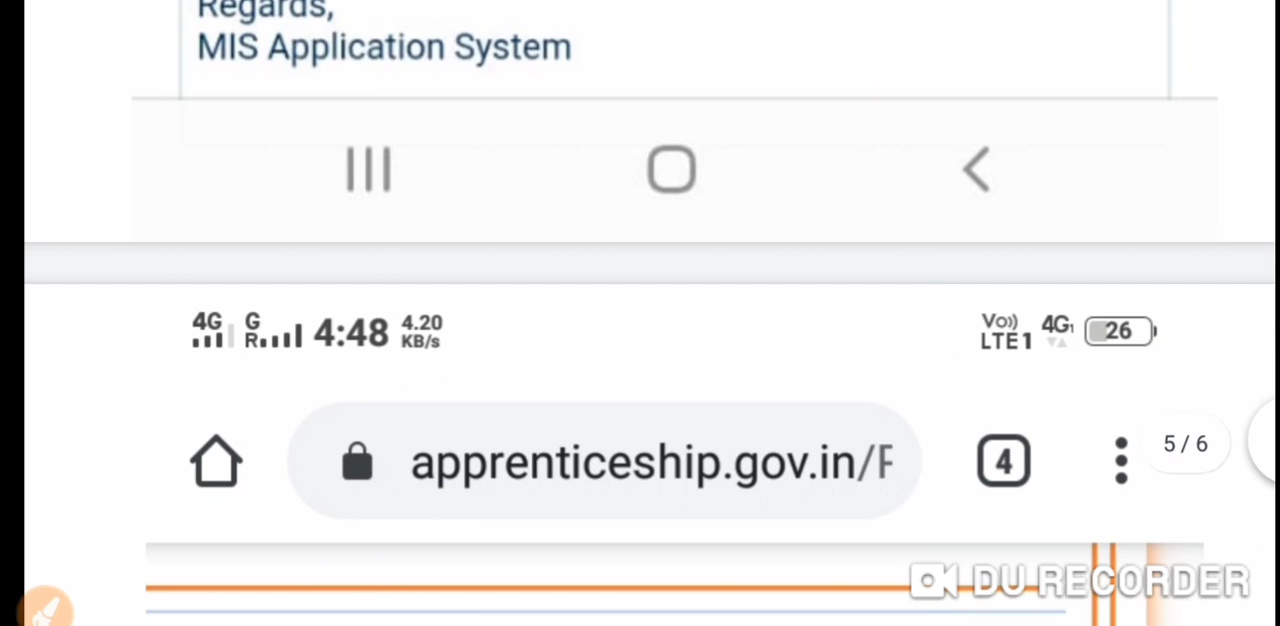 Regards,
MIS Application System
4G G R 4:48 4.20 KB/s Vo)) LTE1 4G1 26
apprenticeship.gov.in/ 4 5 / 6
DU RECORDER